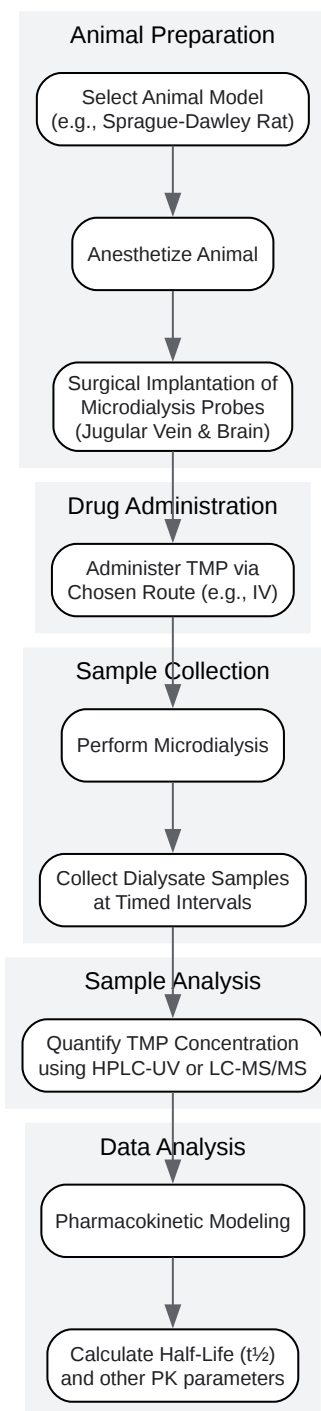 Animal Preparation
Select Animal Model
(e.g., Sprague-Dawley Rat)
Anesthetize Animal
Surgical Implantation of
Microdialysis Probes
(Jugular Vein & Brain)
Drug Administration
Administer TMP via
Chosen Route (e.g., IV)
Sample Collection
Perform Microdialysis
Collect Dialysate Samples
at Timed Intervals
Sample Analysis
Quantify TMP Concentration
using HPLC-UV or LC-MS/MS
Data Analysis
Pharmacokinetic Modeling
Calculate Half-Life (t½)
and other PK parameters